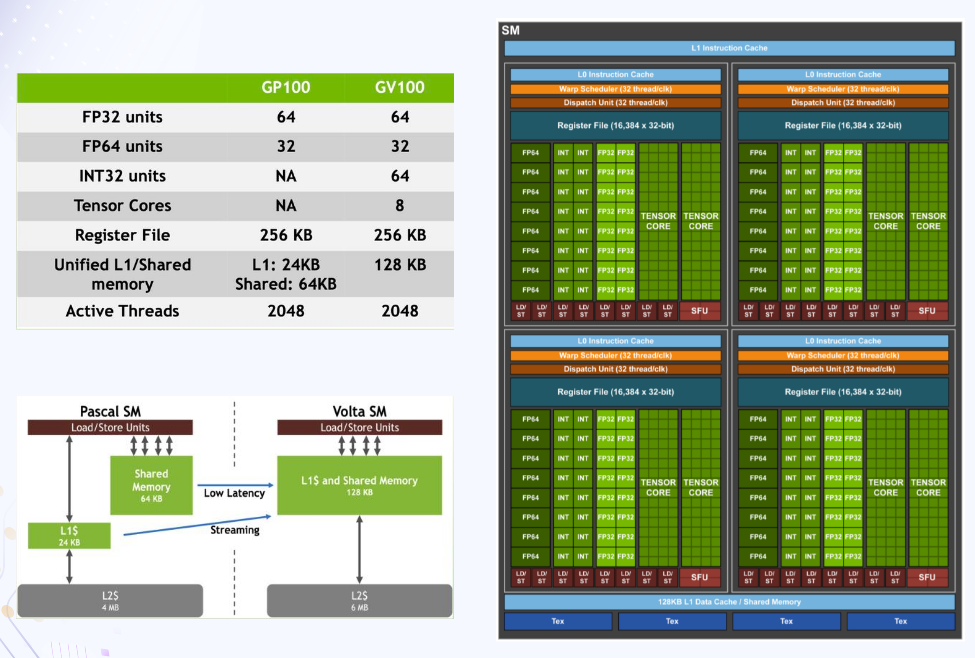 GP100 GV100
FP32 units 64 64
FP64 units 32 32
INT32 units NA 64
Tensor Cores NA 8
Register File 256 KB 256 KB
Unified L1/Shared memory L1: 24KB Shared: 64KB 128 KB
Active Threads 2048 2048
Pascal SM
Load/Store Units
Shared
Memory
64 KB
L1$
24 KB
L2$
4 MB
Low Latency
Streaming
Volta SM
Load/Store Units
L1$ and Shared Memory
128 KB
L2$
6 MB
SM
L1 Instruction Cache
L0 Instruction Cache
Warp Scheduler (32 thread/clk)
Dispatch Unit (32 thread/clk)
Register File (16,384 x 32-bit)
FP64 INT INT FP32 FP32
FP64 INT INT FP32 FP32
FP64 INT INT FP32 FP32
FP64 INT INT FP32 FP32
TENSOR TENSOR
CORE CORE
FP64 INT INT FP32 FP32
FP64 INT INT FP32 FP32
FP64 INT INT FP32 FP32
FP64 INT INT FP32 FP32
LD/ LD/ LD/ LD/ LD/ LD/ LD/ LD/ SFU
ST ST ST ST ST ST ST ST
L0 Instruction Cache
Warp Scheduler (32 thread/clk)
Dispatch Unit (32 thread/clk)
Register File (16,384 x 32-bit)
FP64 INT INT FP32 FP32
FP64 INT INT FP32 FP32
FP64 INT INT FP32 FP32
FP64 INT INT FP32 FP32
TENSOR TENSOR
CORE CORE
FP64 INT INT FP32 FP32
FP64 INT INT FP32 FP32
FP64 INT INT FP32 FP32
FP64 INT INT FP32 FP32
LD/ LD/ LD/ LD/ LD/ LD/ LD/ LD/ SFU
ST ST ST ST ST ST ST ST
L0 Instruction Cache
Warp Scheduler (32 thread/clk)
Dispatch Unit (32 thread/clk)
Register File (16,384 x 32-bit)
FP64 INT INT FP32 FP32
FP64 INT INT FP32 FP32
FP64 INT INT FP32 FP32
FP64 INT INT FP32 FP32
TENSOR TENSOR
CORE CORE
FP64 INT INT FP32 FP32
FP64 INT INT FP32 FP32
FP64 INT INT FP32 FP32
FP64 INT INT FP32 FP32
LD/ LD/ LD/ LD/ LD/ LD/ LD/ LD/ SFU
ST ST ST ST ST ST ST ST
L0 Instruction Cache
Warp Scheduler (32 thread/clk)
Dispatch Unit (32 thread/clk)
Register File (16,384 x 32-bit)
FP64 INT INT FP32 FP32
FP64 INT INT FP32 FP32
FP64 INT INT FP32 FP32
FP64 INT INT FP32 FP32
TENSOR TENSOR
CORE CORE
FP64 INT INT FP32 FP32
FP64 INT INT FP32 FP32
FP64 INT INT FP32 FP32
FP64 INT INT FP32 FP32
LD/ LD/ LD/ LD/ LD/ LD/ LD/ LD/ SFU
ST ST ST ST ST ST ST ST
128KB L1 Data Cache / Shared Memory
Tex Tex Tex Tex